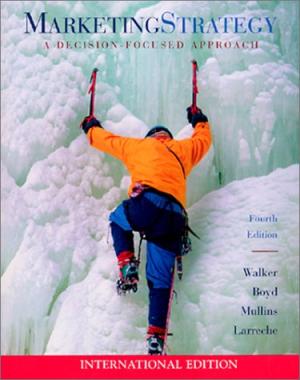 MARKETINGSTRATEGY
A DECISION-FOCUSED APPROACH
Fourth
Edition
Walker
Boyd
Mullins
Larreche
INTERNATIONAL EDITION